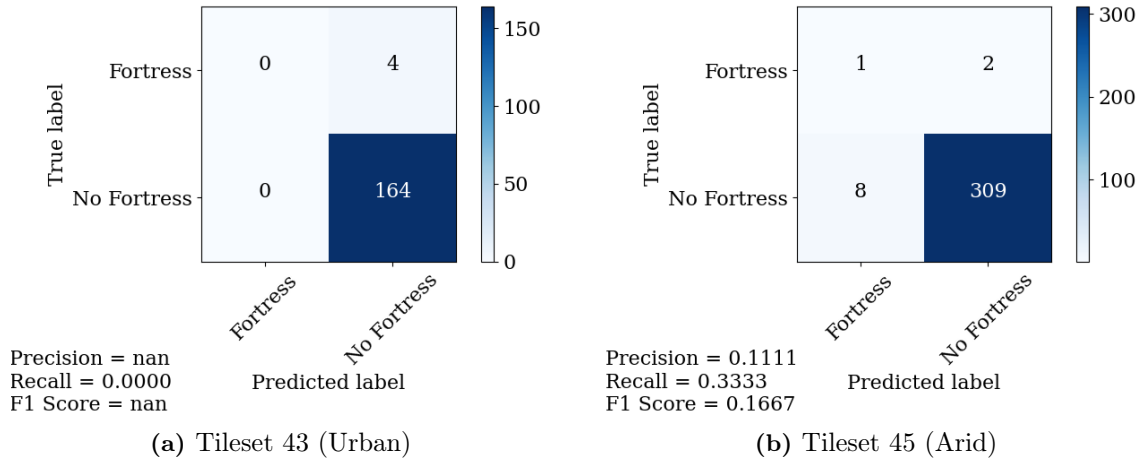 Fortress
No Fortress
True label
0
4
0
164
150
100
50
0
Fortress
No Fortress
Predicted label
Precision = nan
Recall = 0.0000
F1 Score = nan
(a) Tileset 43 (Urban)
Fortress
No Fortress
True label
1
2
8
309
300
200
100
Fortress
No Fortress
Predicted label
Precision = 0.1111
Recall = 0.3333
F1 Score = 0.1667
(b) Tileset 45 (Arid)